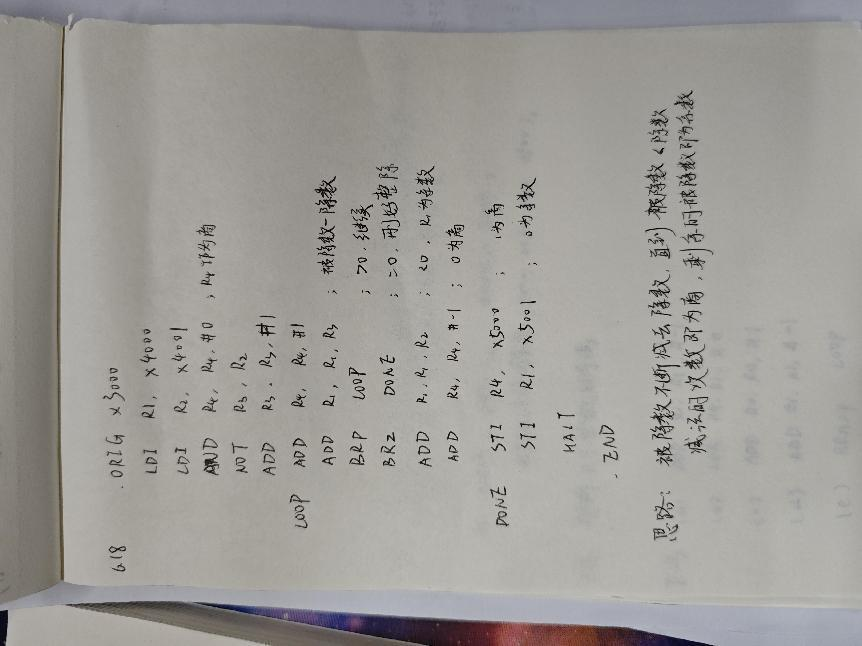 6.18 .ORIG x3000
LDI R1, x4000
LDI R2, x4001
AND R4, R4, #0 ; R4作为商
NOT R3, R2
ADD R3, R3, #1
LOOP ADD R4, R4, #1
ADD R1, R1, R3 ; 被除数-除数
BRP LOOP ; >0, 继续
BRZ DONE ; =0, 刚好整除
ADD R1, R1, R2 ; <0, R1为余数
ADD R4, R4, #-1 ; ()为商
DONE STI R4, x5000 ; ()为商
STI R1, x5001 ; ()为余数
HALT
.END
思路: 被除数不断减去除数, 直到被除数<除数
减法的次数即为商, 剩余的被除数即为余数